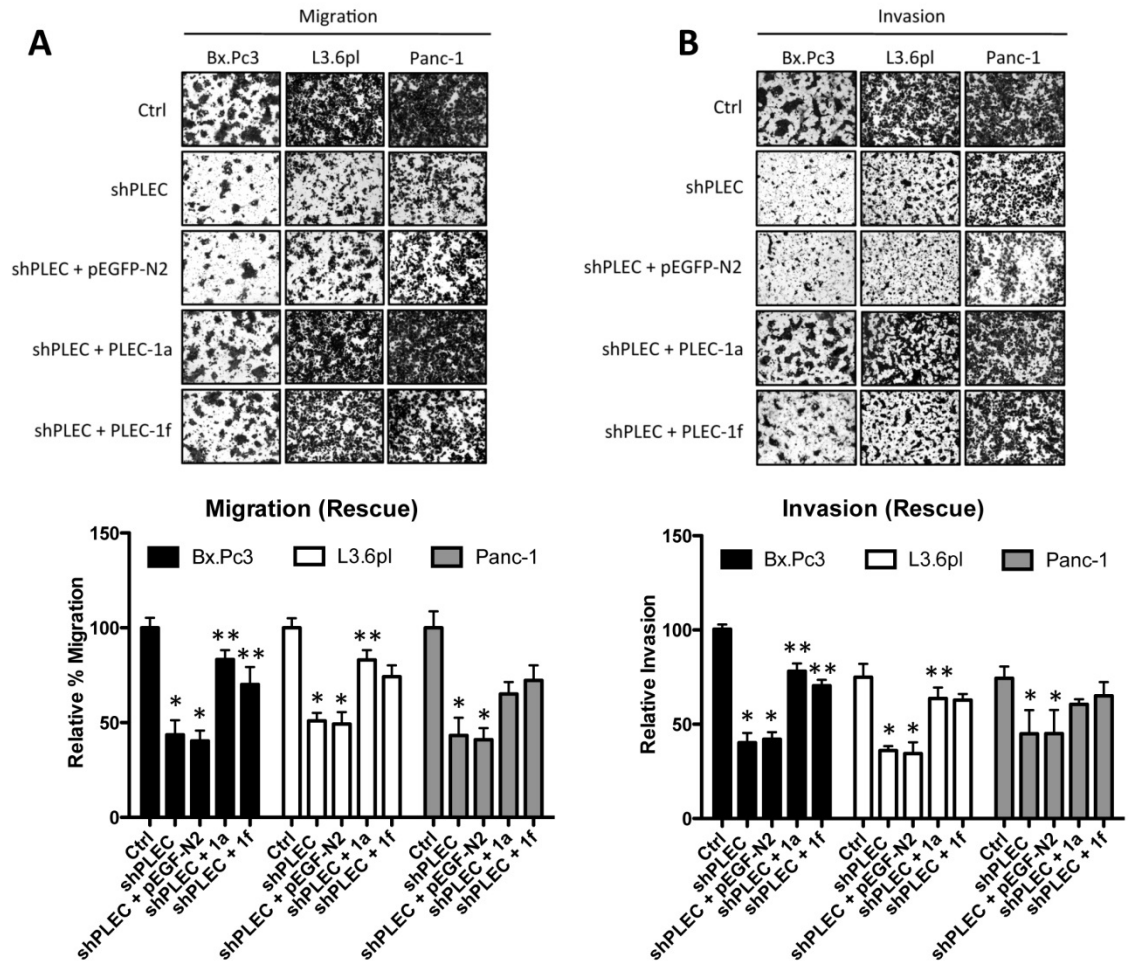 A
Migration
Bx.Pc3 L3.6pl Panc-1
Ctrl
shPLEC
shPLEC + pEGFP-N2
shPLEC + PLEC-1a
shPLEC + PLEC-1f
Migration (Rescue)
150
100
50
0
Relative % Migration
Bx.Pc3 L3.6pl Panc-1
* * ** **
* * **
* *
Ctrl shPLEC shPLEC + pEGF-N2 shPLEC + 1a shPLEC + 1f
Ctrl shPLEC shPLEC + pEGF-N2 shPLEC + 1a shPLEC + 1f
Ctrl shPLEC shPLEC + pEGF-N2 shPLEC + 1a shPLEC + 1f
B
Invasion
Bx.Pc3 L3.6pl Panc-1
Ctrl
shPLEC
shPLEC + pEGFP-N2
shPLEC + PLEC-1a
shPLEC + PLEC-1f
Invasion (Rescue)
150
100
50
0
Relative Invasion
Bx.Pc3 L3.6pl Panc-1
* * ** **
* * **
* *
Ctrl shPLEC shPLEC + pEGF-N2 shPLEC + 1a shPLEC + 1f
Ctrl shPLEC shPLEC + pEGF-N2 shPLEC + 1a shPLEC + 1f
Ctrl shPLEC shPLEC + pEGF-N2 shPLEC + 1a shPLEC + 1f